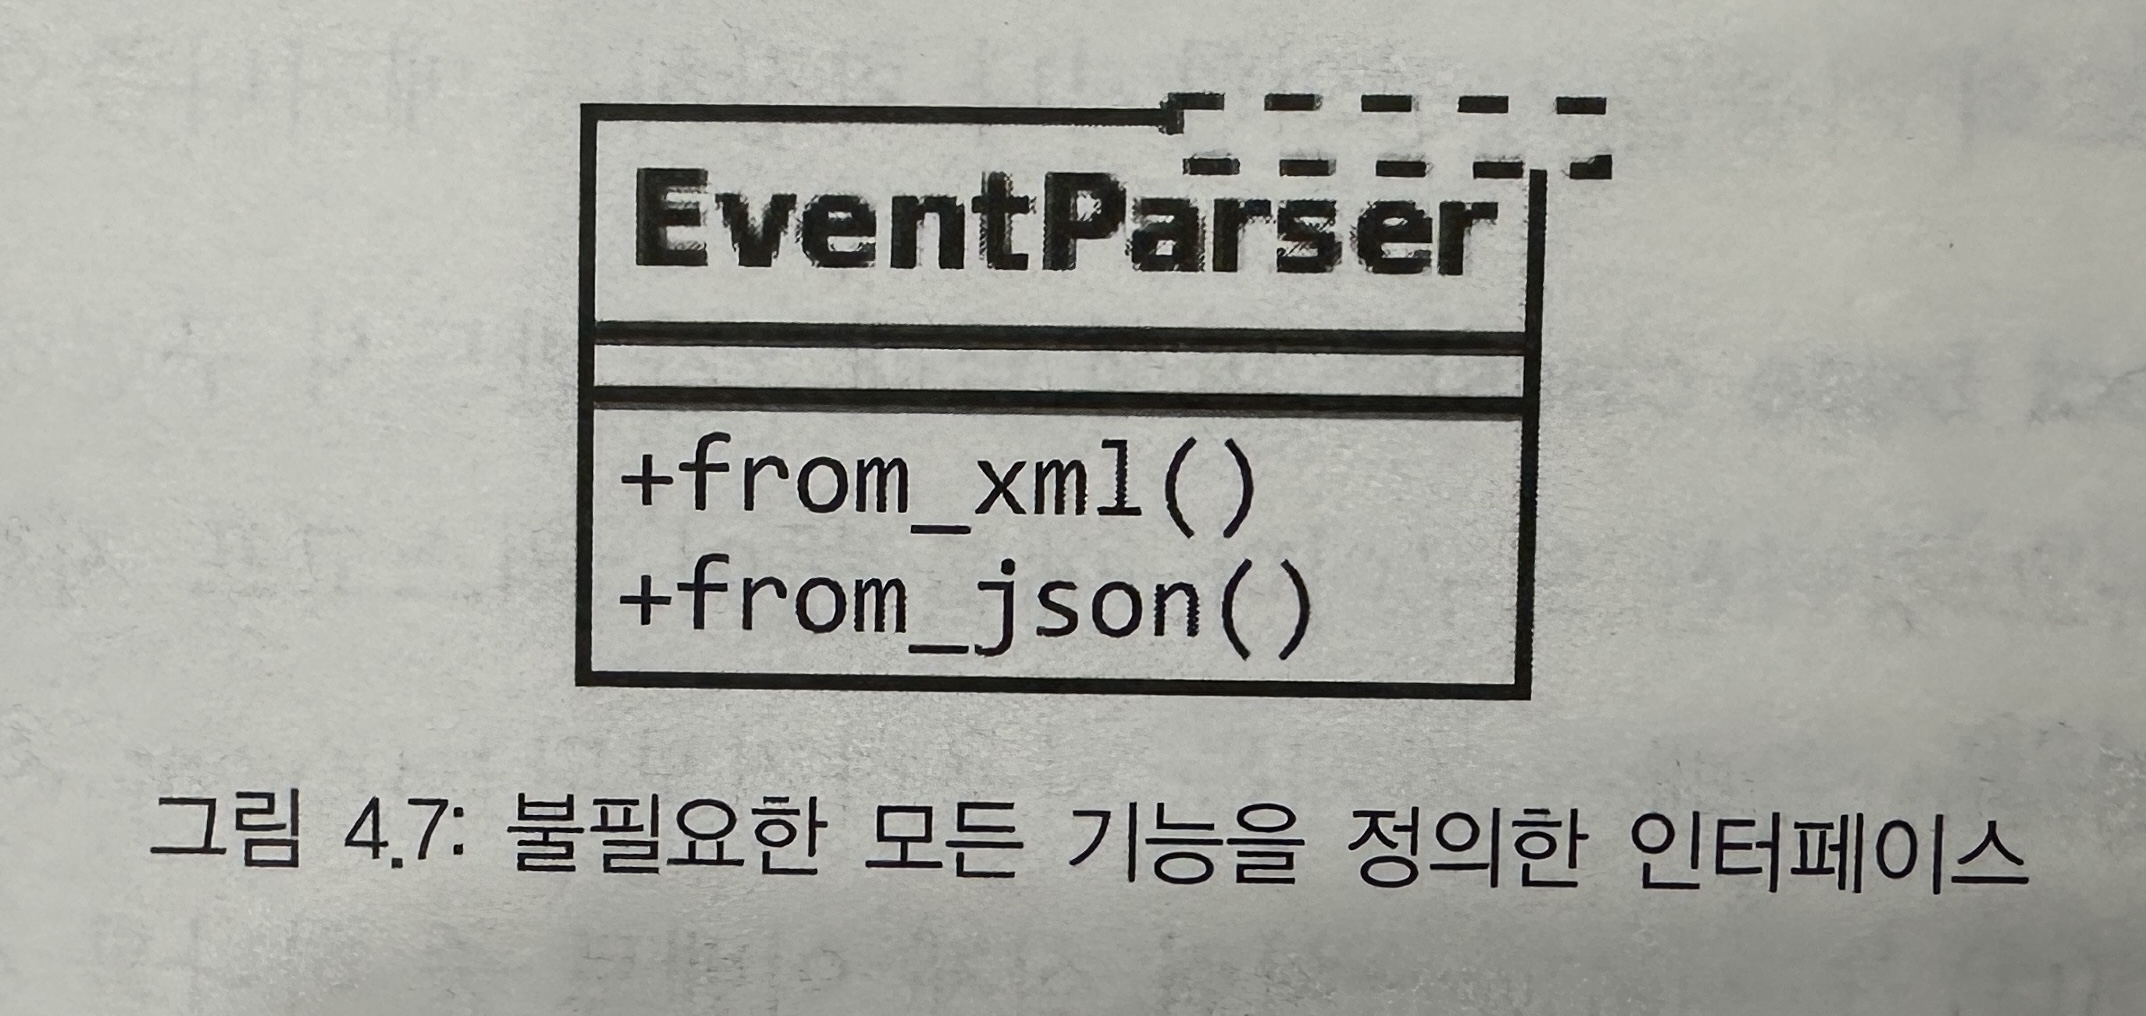 EventParser
+from_xml()
+from_json()
그림 4.7: 불필요한 모든 기능을 정의한 인터페이스